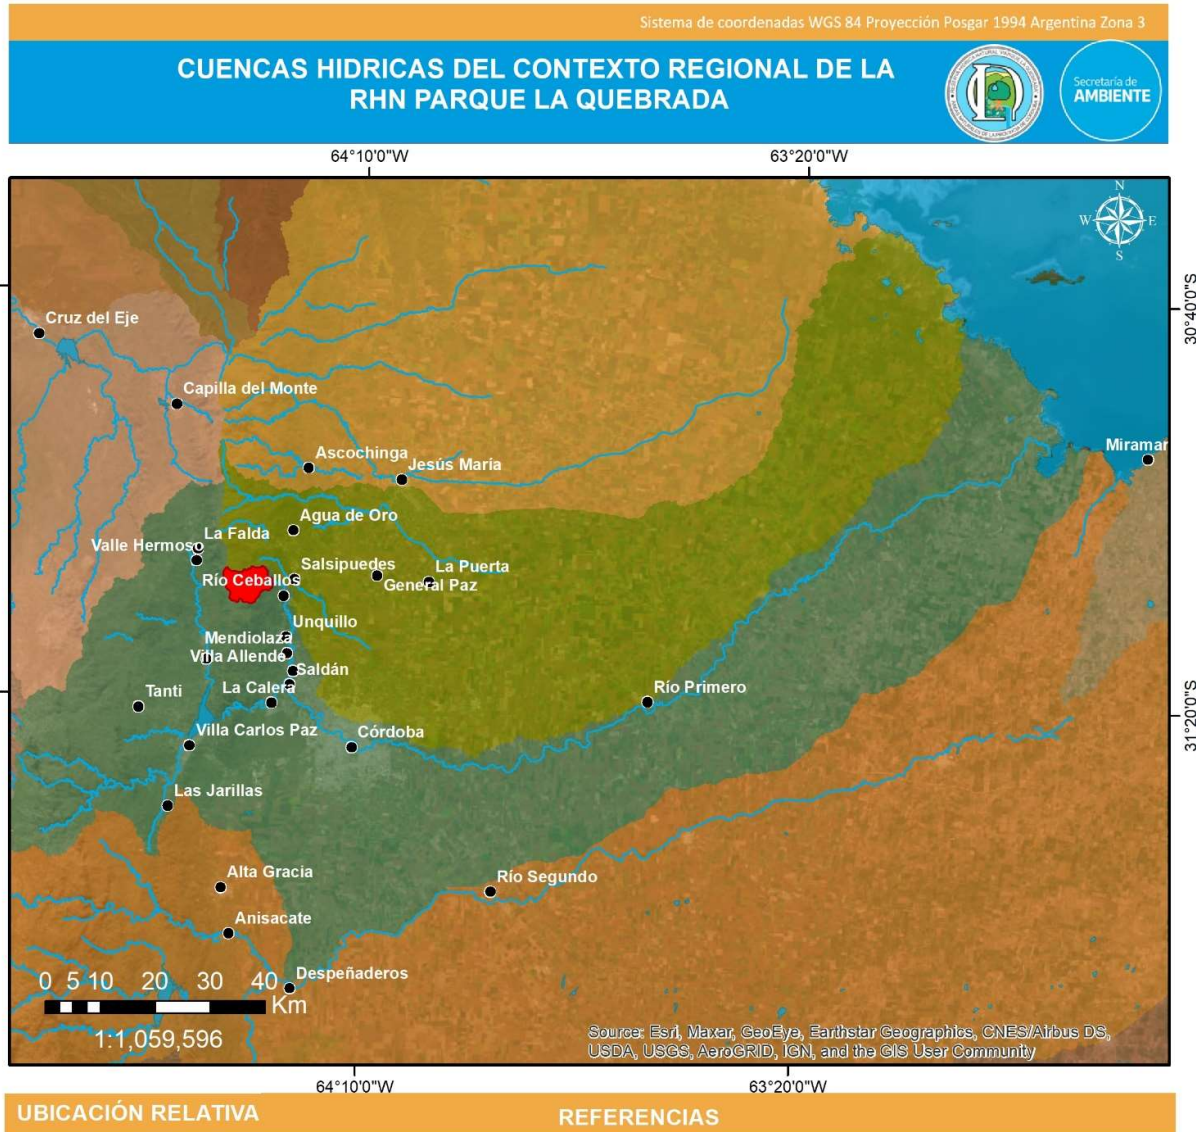 Sistema de coordenadas WGS 84 Proyección Posgar 1994 Argentina Zona 3
CUENCAS HIDRICAS DEL CONTEXTO REGIONAL DE LA
RHN PARQUE LA QUEBRADA
Secretaría de
AMBIENTE
64°10'0"W
63°20'0"W
N
W
E
S
30°40'0"S
Cruz del Eje
Capilla del Monte
Ascochinga
Jesús María
Miramar
Agua de Oro
La Falda
Valle Hermoso
Salsipuedes
La Puerta
Río Ceballos
General Paz
Unquillo
Mendiolaza
Villa Allende
Saldán
Tanti
La Calera
Río Primero
31°20'0"S
Villa Carlos Paz
Córdoba
Las Jarillas
Alta Gracia
Río Segundo
Anisacate
Despeñaderos
0 5 10 20 30 40
Km
1:1,059,596
Source: Esri, Maxar, GeoEye, Earthstar Geographics, CNES/Airbus DS,
USDA, USGS, AeroGRID, IGN, and the GIS User Community
64°10'0"W
63°20'0"W
UBICACIÓN RELATIVA
REFERENCIAS